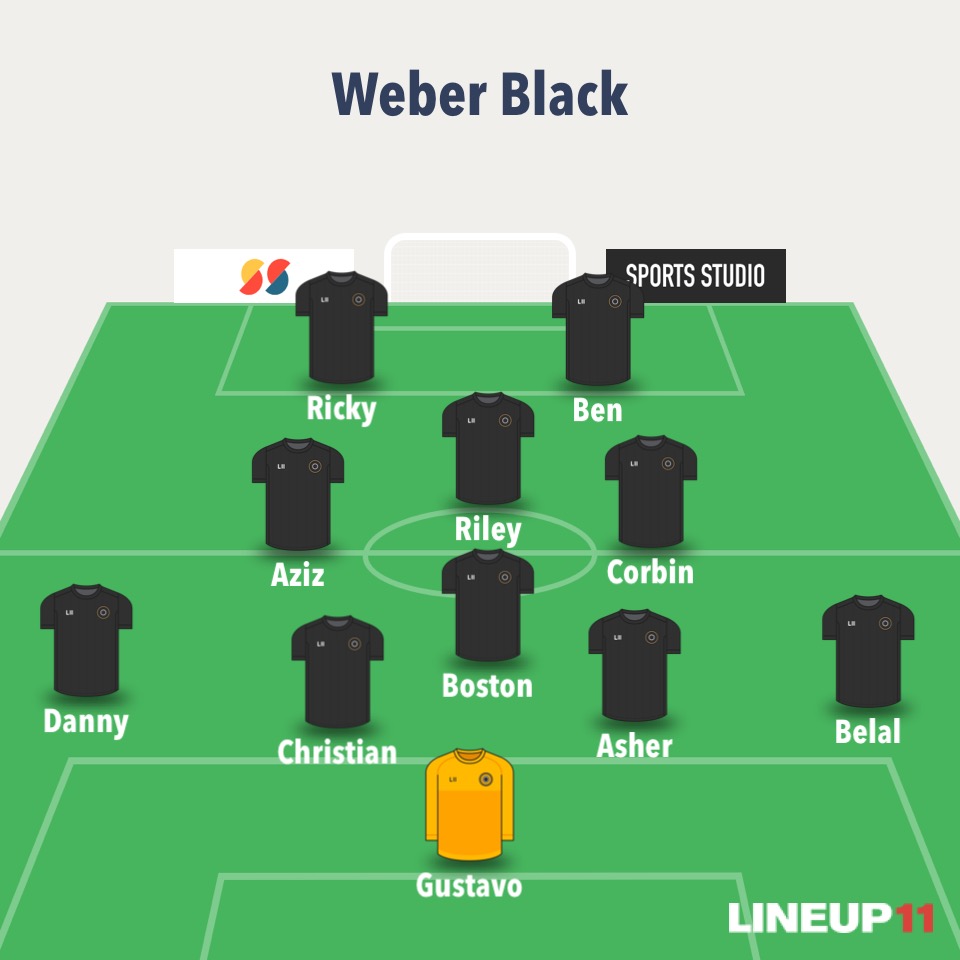 Weber Black
SPORTS STUDIO
Ricky
Ben
Riley
Aziz
Corbin
Boston
Danny
Christian
Asher
Belal
Gustavo
LINEUP11